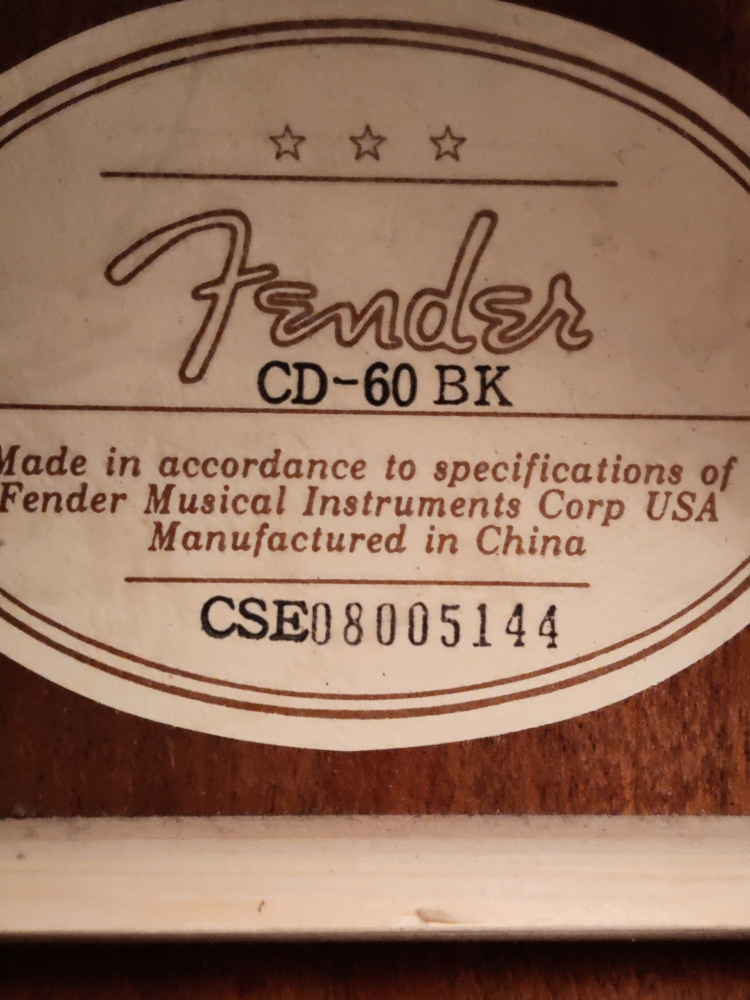 Fender
CD-60 BK
Made in accordance to specifications of
Fender Musical Instruments Corp USA
Manufactured in China
CSE08005144